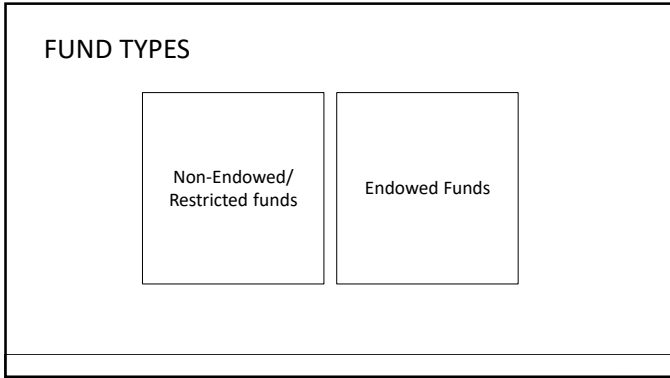 FUND TYPES
Non-Endowed/
Restricted funds
Endowed Funds